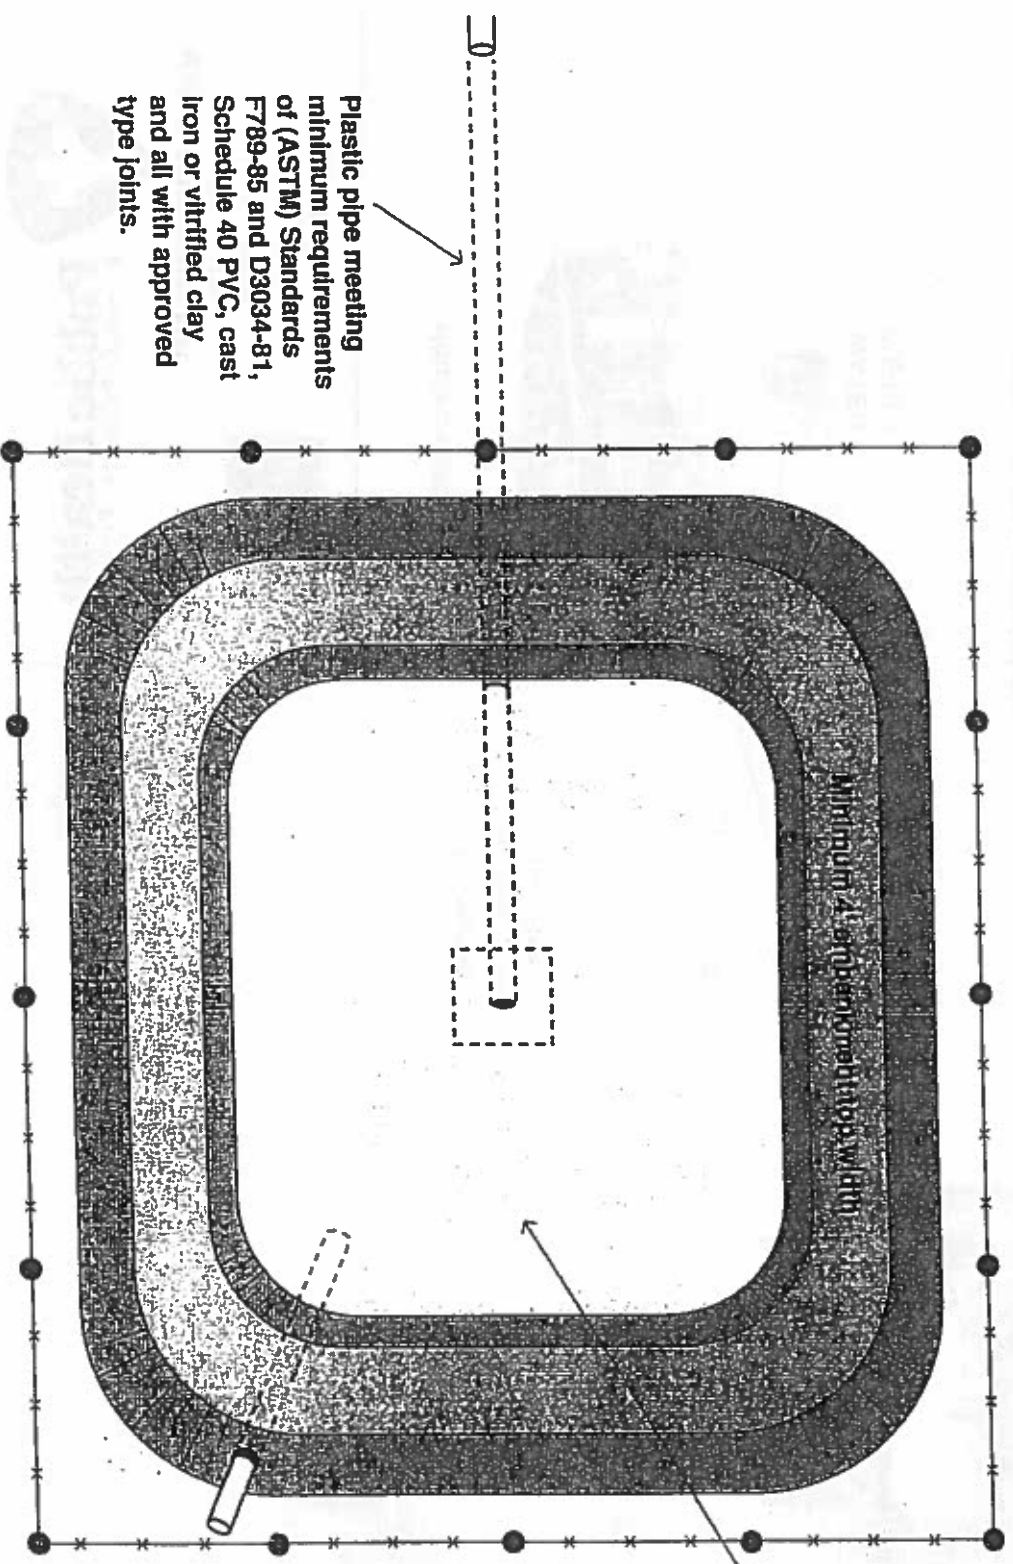 Plastic pipe meeting
minimum requirements
of (ASTM) Standards
F789-85 and D3034-81,
Schedule 40 PVC, cast
iron or vitrified clay
and all with approved
type joints.
Minimum 4' embankment top width